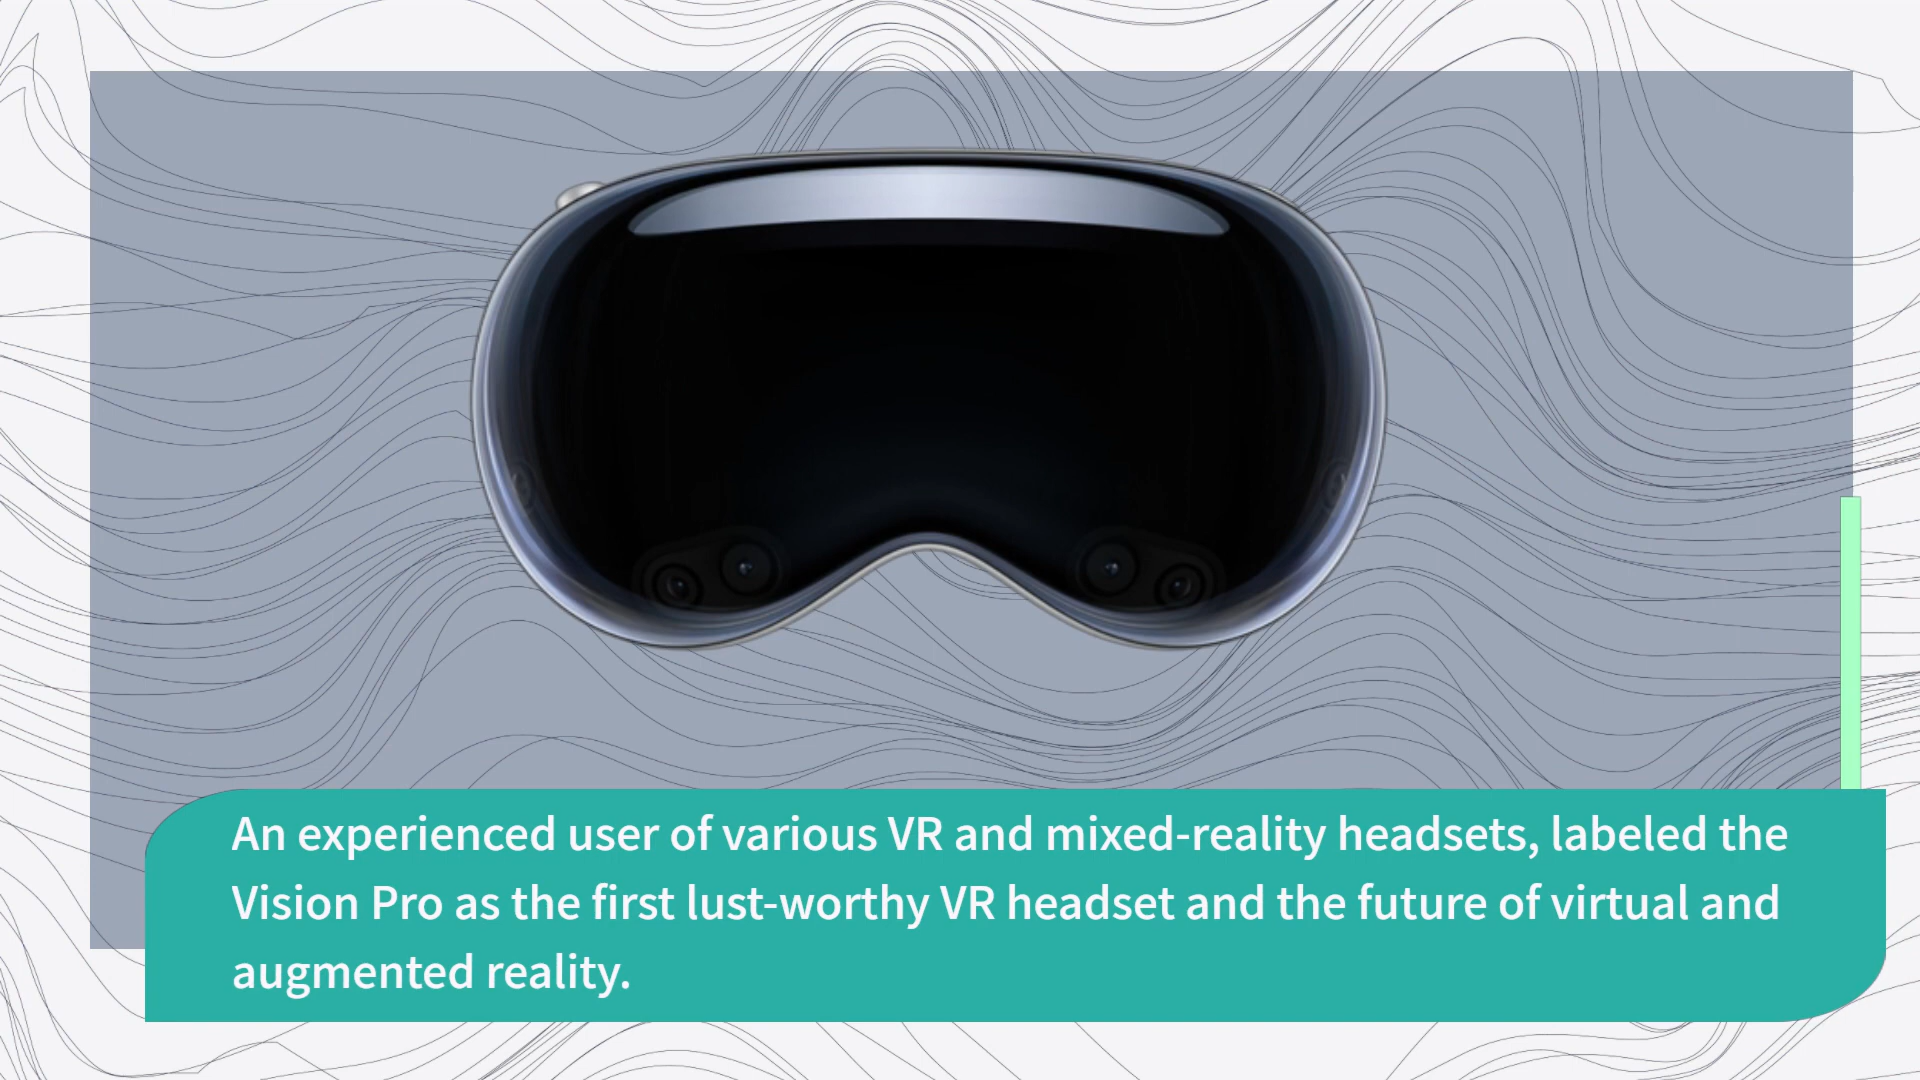 An experienced user of various VR and mixed-reality headsets, labeled the
Vision Pro as the first lust-worthy VR headset and the future of virtual and
augmented reality.